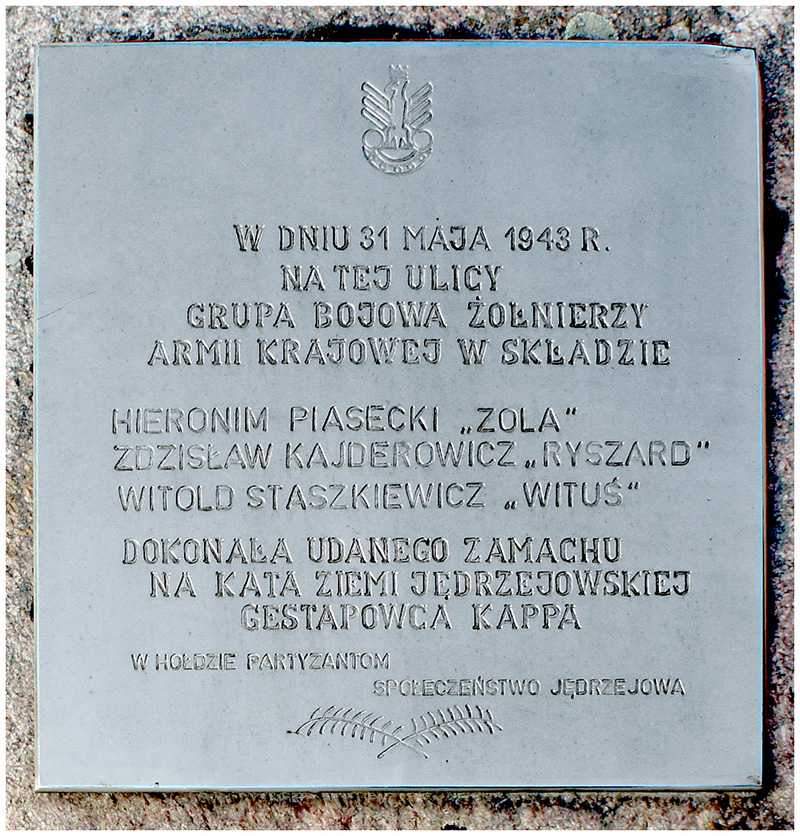 W DNIU 31 MAJA 1943 R.
NA TEJ ULICY
GRUPA BOJOWA ŻOŁNIERZY
ARMII KRAJOWEJ W SKŁADZIE
HIERONIM PIASECKI „ZOLA”
ZDZISŁAW KAJDEROWICZ „RYSZARD”
WITOLD STASZKIEWICZ „WITUŚ”
DOKONAŁA UDANEGO ZAMACHU
NA KATA ZIEMI JĘDRZEJOWSKIEJ
GESTAPOWCA KAPPA
W HOŁDZIE PARTYZANTOM
SPOŁECZEŃSTWO JĘDRZEJOWA